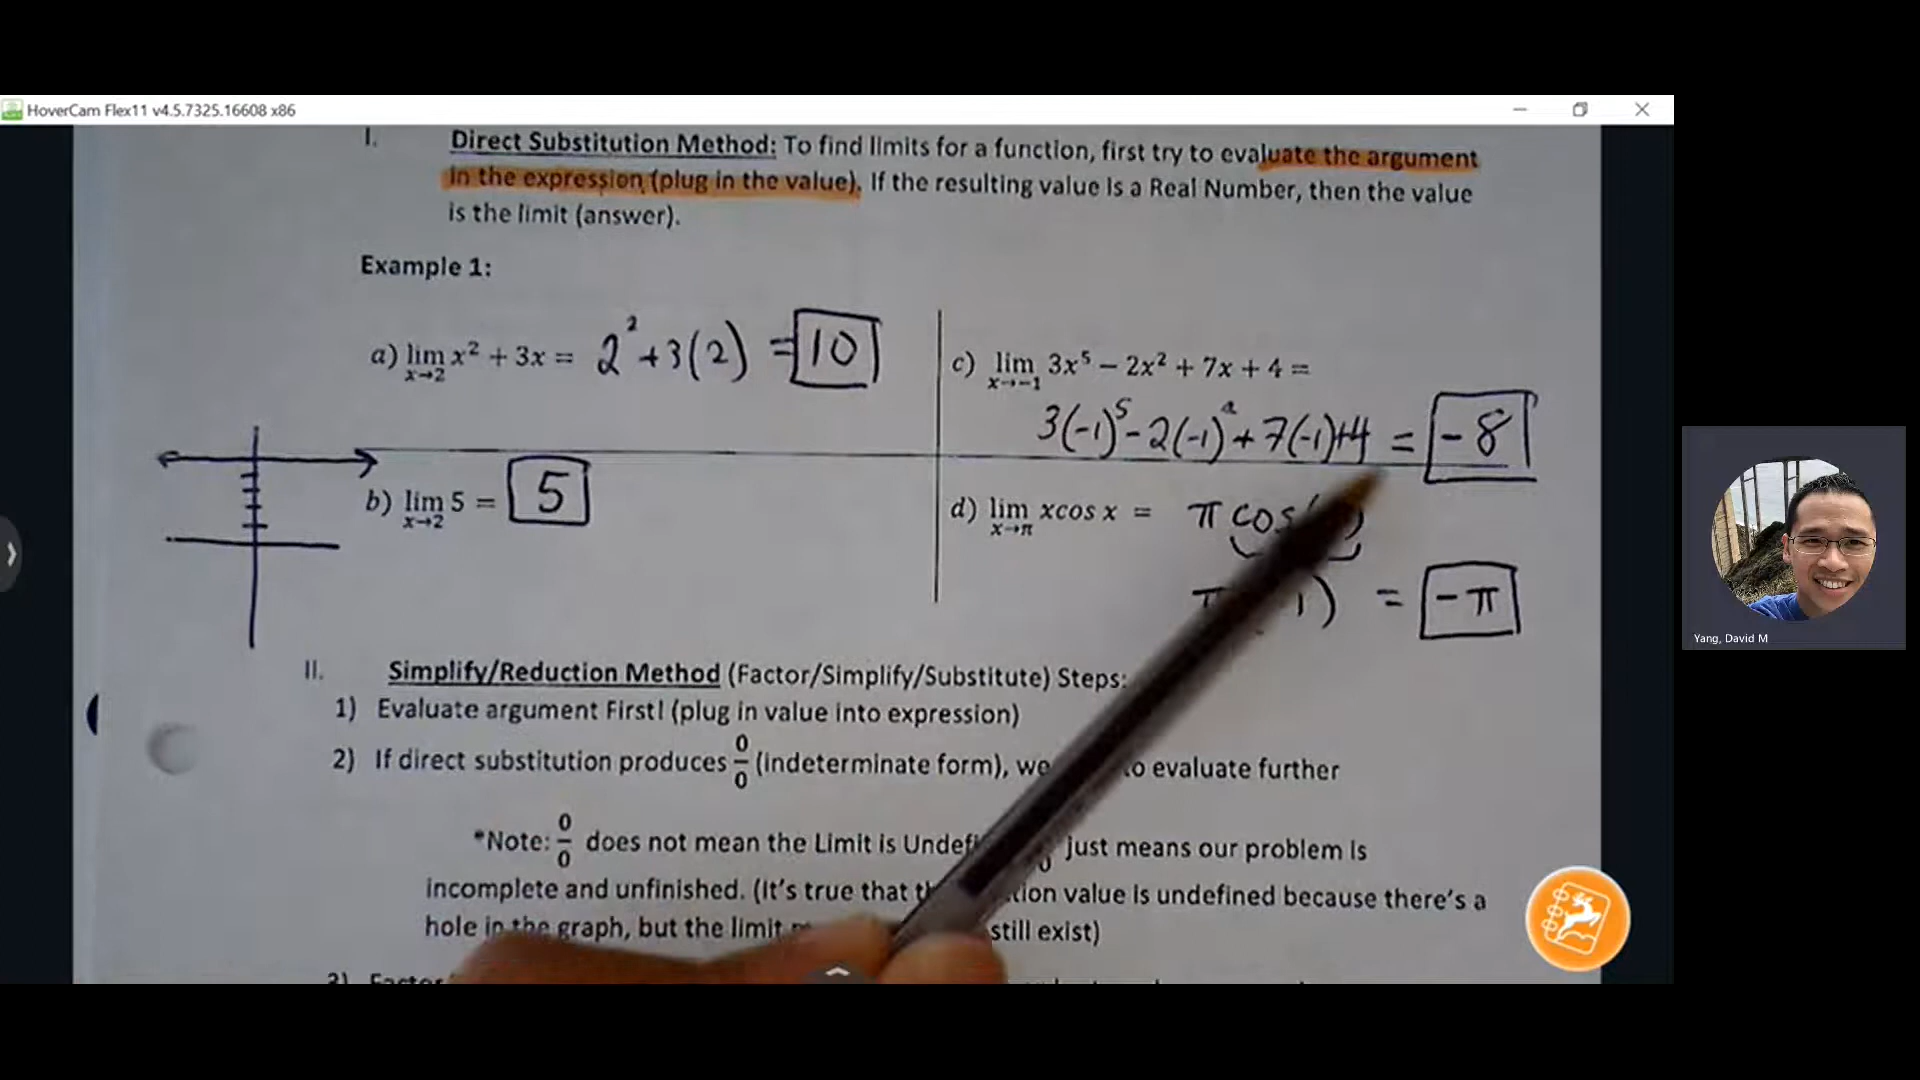 HoverCam Flex11 v4.5.7325.16608 x86
I. Direct Substitution Method: To find limits for a function, first try to evaluate the argument
in the expression (plug in the value). If the resulting value is a Real Number, then the value
is the limit (answer).
Example 1:
a) lim x→2 x² + 3x = 2² + 3(2) = 10
b) lim x→2 5 = 5
c) lim x→-1 3x⁵ − 2x² + 7x + 4 =
3(-1)⁵ - 2(-1)² + 7(-1)+4 = -8
d) lim x→π xcos x = π cos
π 1) = -π
II. Simplify/Reduction Method (Factor/Simplify/Substitute) Steps:
1) Evaluate argument First! (plug in value into expression)
2) If direct substitution produces 0/0 (indeterminate form), we to evaluate further
*Note: 0/0 does not mean the Limit is just means our problem is
incomplete and unfinished. (It's true that value is undefined because there's a
hole in the graph, but the limit still exist)
Yang, David M